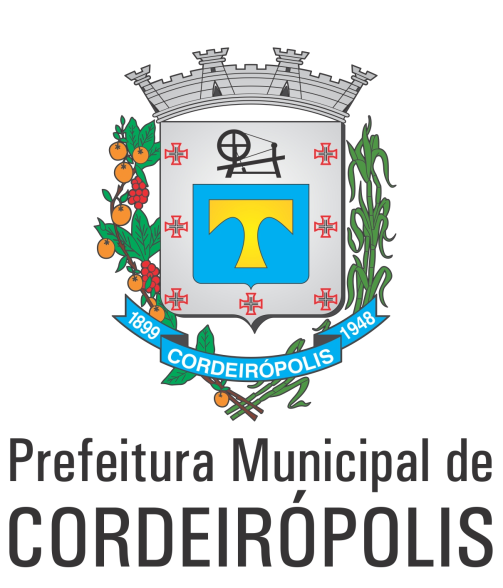 1899 CORDEIRÓPOLIS 1948
Prefeitura Municipal de
CORDEIRÓPOLIS